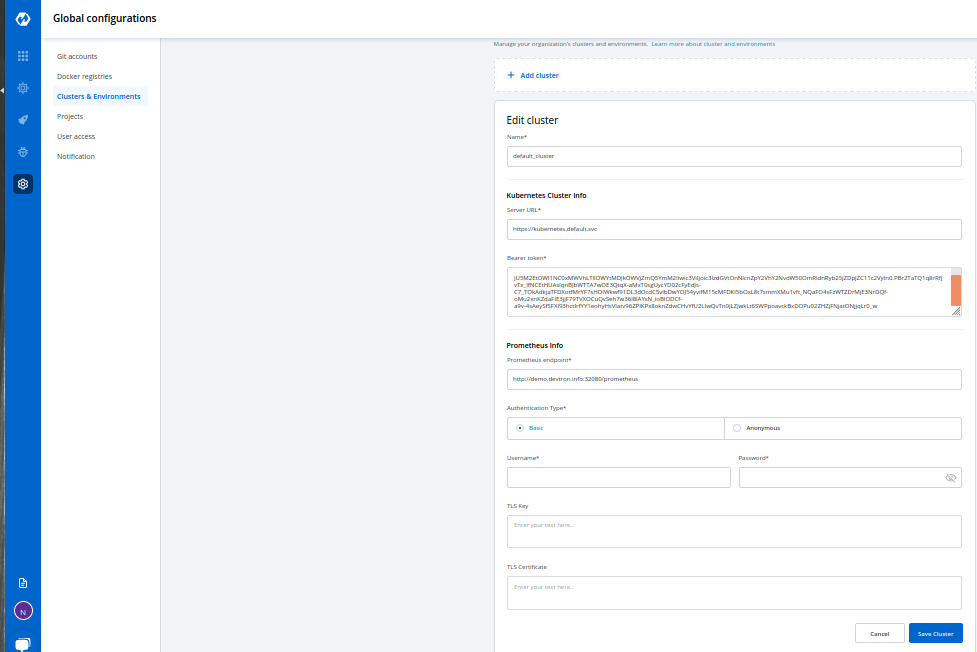 Global configurations
Git accounts
Docker registries
Clusters & Environments
Projects
User access
Notification
N
Manage your organization's clusters and environments. Learn more about cluster and environments
+ Add cluster
Edit cluster
Name*
default_cluster
Kubernetes Cluster Info
Server URL*
https://kubernetes.default.svc
Bearer token*
Prometheus Info
Prometheus endpoint*
http://demo.devtron.info:32080/prometheus
Authentication Type*
Basic
Anonymous
Username*
Password*
TLS Key
Enter your text here..
TLS Certificate
Enter your text here..
Cancel
Save Cluster